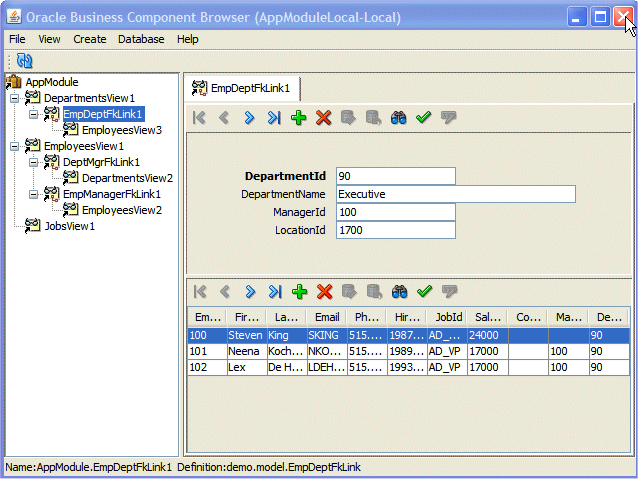 Oracle Business Component Browser (AppModuleLocal-Local)
File View Create Database Help
AppModule
DepartmentsView1
EmpDeptFkLink1
EmployeesView3
EmployeesView1
DeptMgrFkLink1
DepartmentsView2
EmpManagerFkLink1
EmployeesView2
JobsView1
EmpDeptFkLink1
DepartmentId 90
DepartmentName Executive
ManagerId 100
LocationId 1700
Em... Fir... La... Email Ph... Hir... JobId Sal... Co... Ma... De...
100 Steven King SKING 515.... 1987... AD_... 24000 90
101 Neena Koch... NKO... 515.... 1989... AD_VP 17000 100 90
102 Lex De H... LDEH... 515.... 1993... AD_VP 17000 100 90
Name:AppModule.EmpDeptFkLink1 Definition:demo.model.EmpDeptFkLink